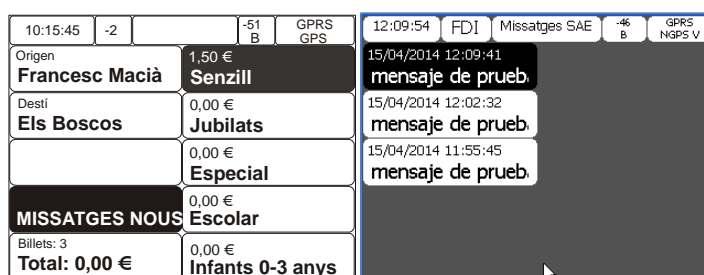 10:15:45 -2 -51 B GPRS GPS
Origen
Francesc Macià
Destí
Els Boscos
MISSATGES NOUS
Billets: 3
Total: 0,00 €
1,50 €
Senzill
0,00 €
Jubilats
0,00 €
Especial
0,00 €
Escolar
0,00 €
Infants 0-3 anys
12:09:54 FDI Missatges SAE -46 B GPRS NGPS V
15/04/2014 12:09:41
mensaje de prueb
15/04/2014 12:02:32
mensaje de prueb
15/04/2014 11:55:45
mensaje de prueb